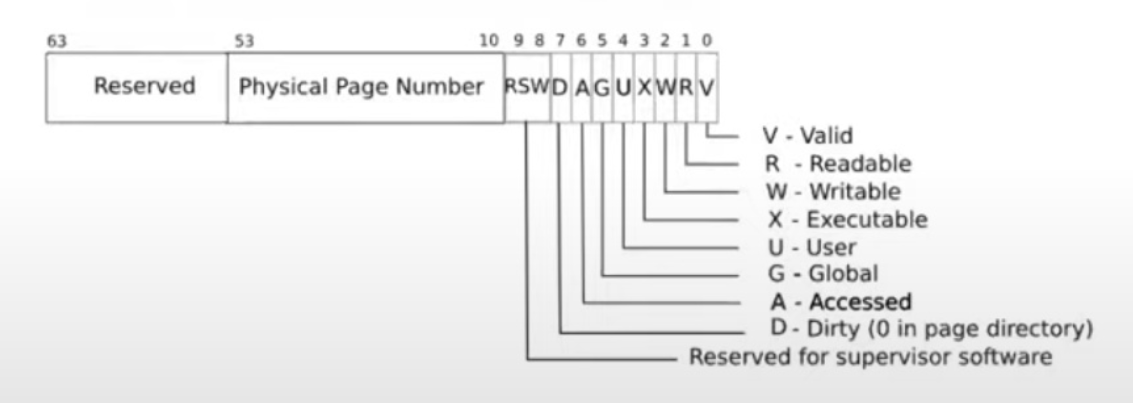 63 53 10 9 8 7 6 5 4 3 2 1 0
Reserved Physical Page Number RSW D A G U X W R V
V - Valid
R - Readable
W - Writable
X - Executable
U - User
G - Global
A - Accessed
D - Dirty (0 in page directory)
Reserved for supervisor software